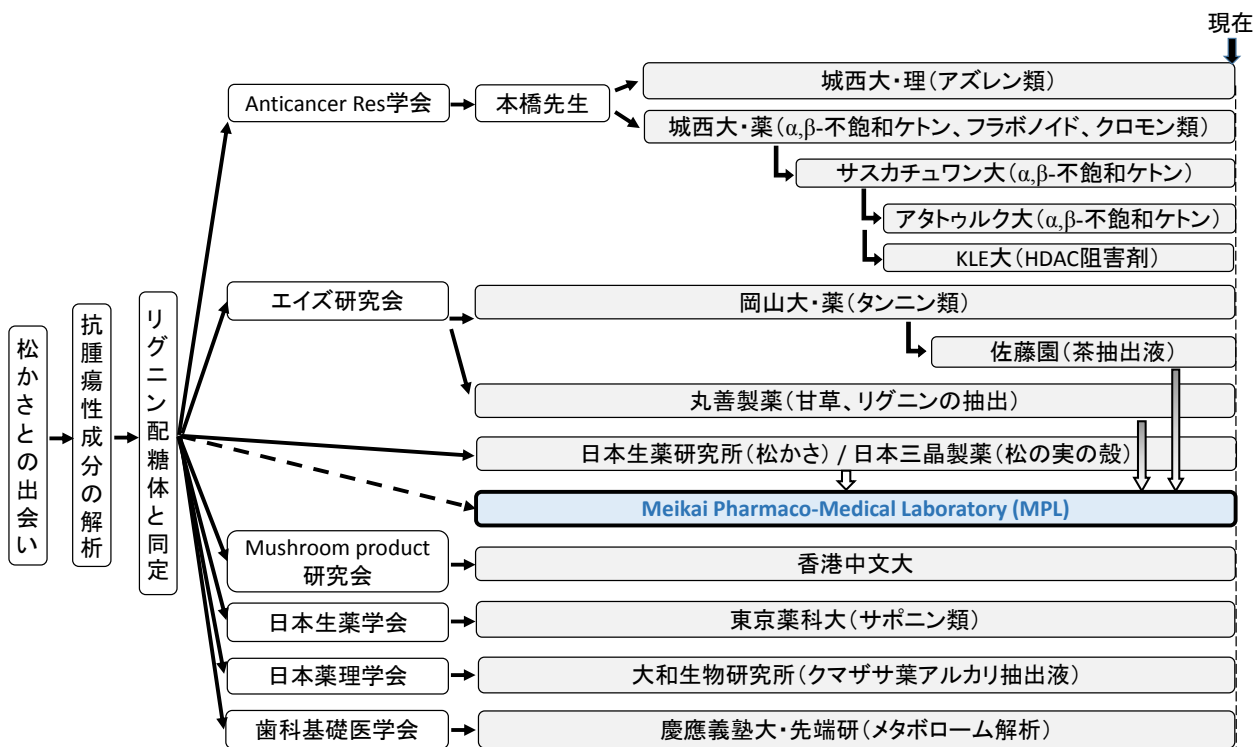 現在
松かさとの出会い
抗腫瘍性成分の解析
リグニン配糖体と同定
Anticancer Res学会
本橋先生
城西大・理(アズレン類)
城西大・薬(α,β-不飽和ケトン、フラボノイド、クロモン類)
サスカチュワン大(α,β-不飽和ケトン)
アタトゥルク大(α,β-不飽和ケトン)
KLE大(HDAC阻害剤)
エイズ研究会
岡山大・薬(タンニン類)
佐藤園(茶抽出液)
丸善製薬(甘草、リグニンの抽出)
日本生薬研究所(松かさ) / 日本三晶製薬(松の実の殻)
Meikai Pharmaco-Medical Laboratory (MPL)
Mushroom product
研究会
香港中文大
日本生薬学会
東京薬科大(サポニン類)
日本薬理学会
大和生物研究所(クマザサ葉アルカリ抽出液)
歯科基礎医学会
慶應義塾大・先端研(メタボローム解析)